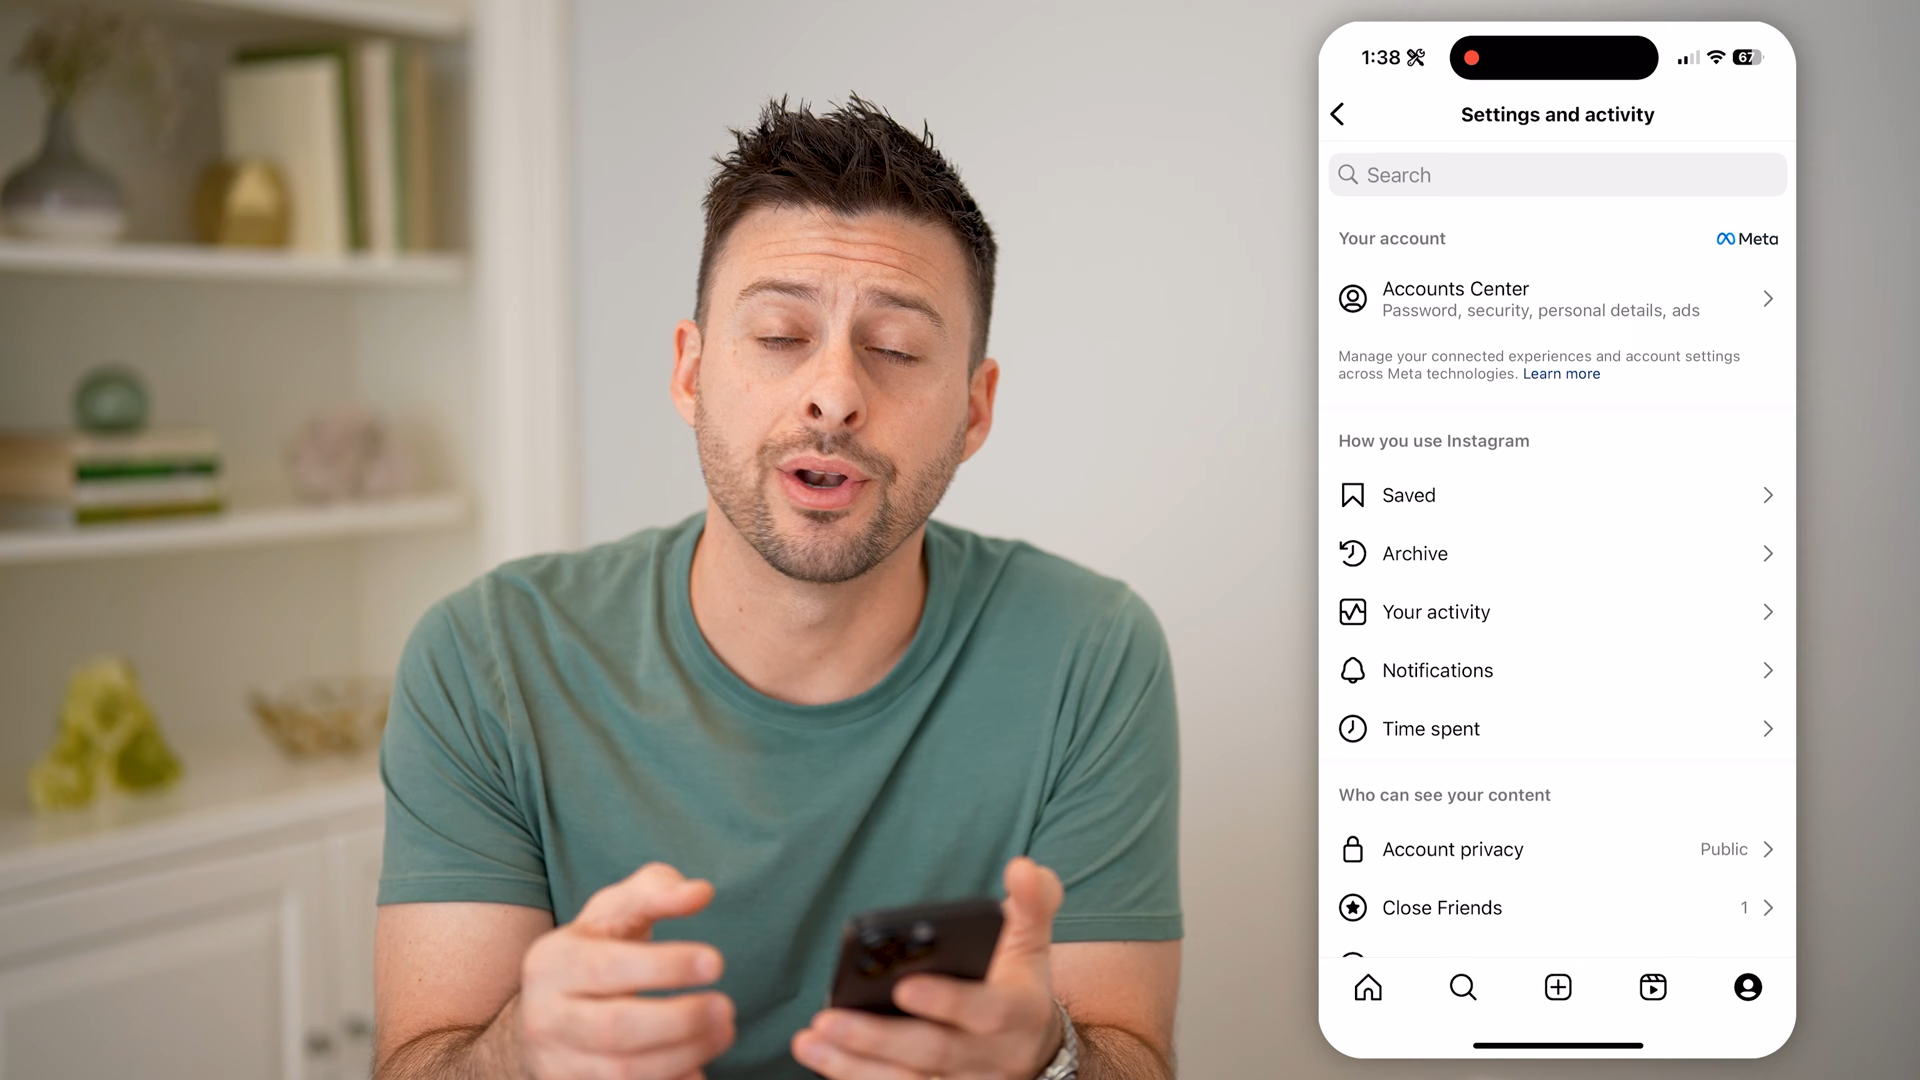 1:38
67
Settings and activity
Search
Your account
Meta
Accounts Center
Password, security, personal details, ads
Manage your connected experiences and account settings
across Meta technologies. Learn more
How you use Instagram
Saved
Archive
Your activity
Notifications
Time spent
Who can see your content
Account privacy
Public
Close Friends
1